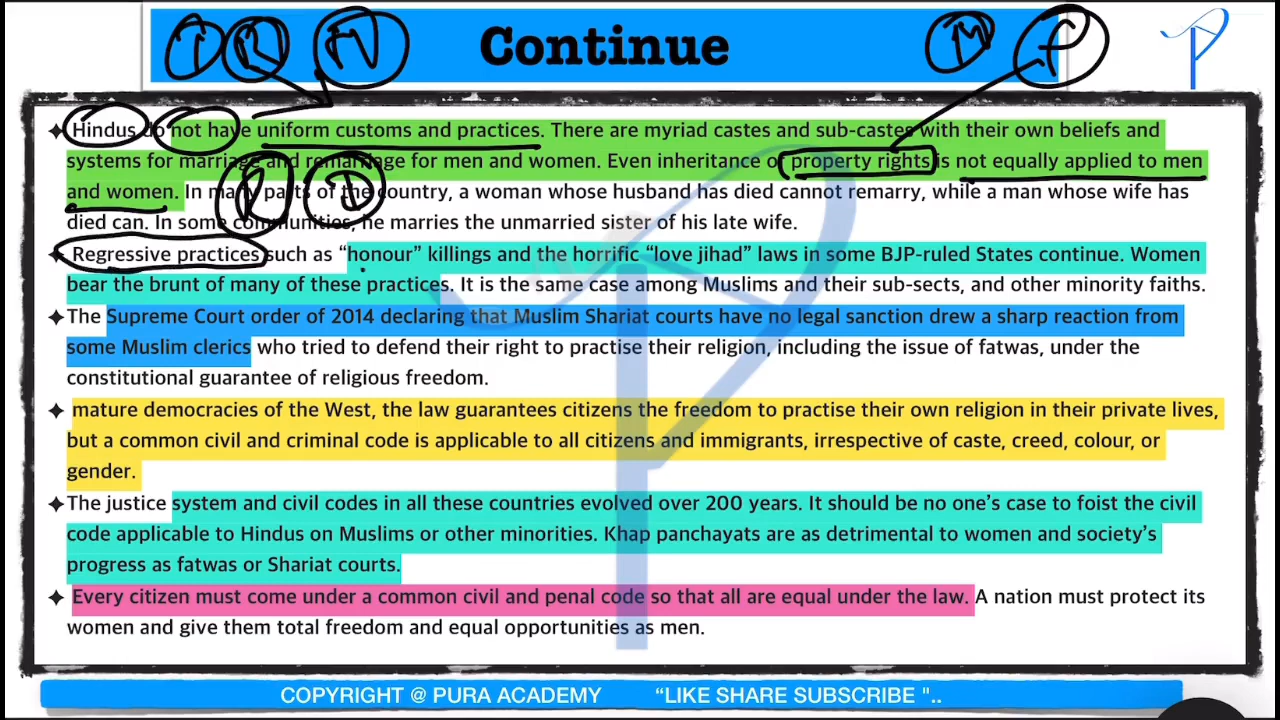 Continue
Hindus do not have uniform customs and practices. There are myriad castes and sub-castes with their own beliefs and
systems for marriage and remarriage for men and women. Even inheritance of property rights is not equally applied to men
and women. In many parts of the country, a woman whose husband has died cannot remarry, while a man whose wife has
died can. In some communities, he marries the unmarried sister of his late wife.
Regressive practices such as “honour” killings and the horrific “love jihad” laws in some BJP-ruled States continue. Women
bear the brunt of many of these practices. It is the same case among Muslims and their sub-sects, and other minority faiths.
The Supreme Court order of 2014 declaring that Muslim Shariat courts have no legal sanction drew a sharp reaction from
some Muslim clerics who tried to defend their right to practise their religion, including the issue of fatwas, under the
constitutional guarantee of religious freedom.
mature democracies of the West, the law guarantees citizens the freedom to practise their own religion in their private lives,
but a common civil and criminal code is applicable to all citizens and immigrants, irrespective of caste, creed, colour, or
gender.
The justice system and civil codes in all these countries evolved over 200 years. It should be no one’s case to foist the civil
code applicable to Hindus on Muslims or other minorities. Khap panchayats are as detrimental to women and society’s
progress as fatwas or Shariat courts.
Every citizen must come under a common civil and penal code so that all are equal under the law. A nation must protect its
women and give them total freedom and equal opportunities as men.
COPYRIGHT @ PURA ACADEMY “LIKE SHARE SUBSCRIBE "..